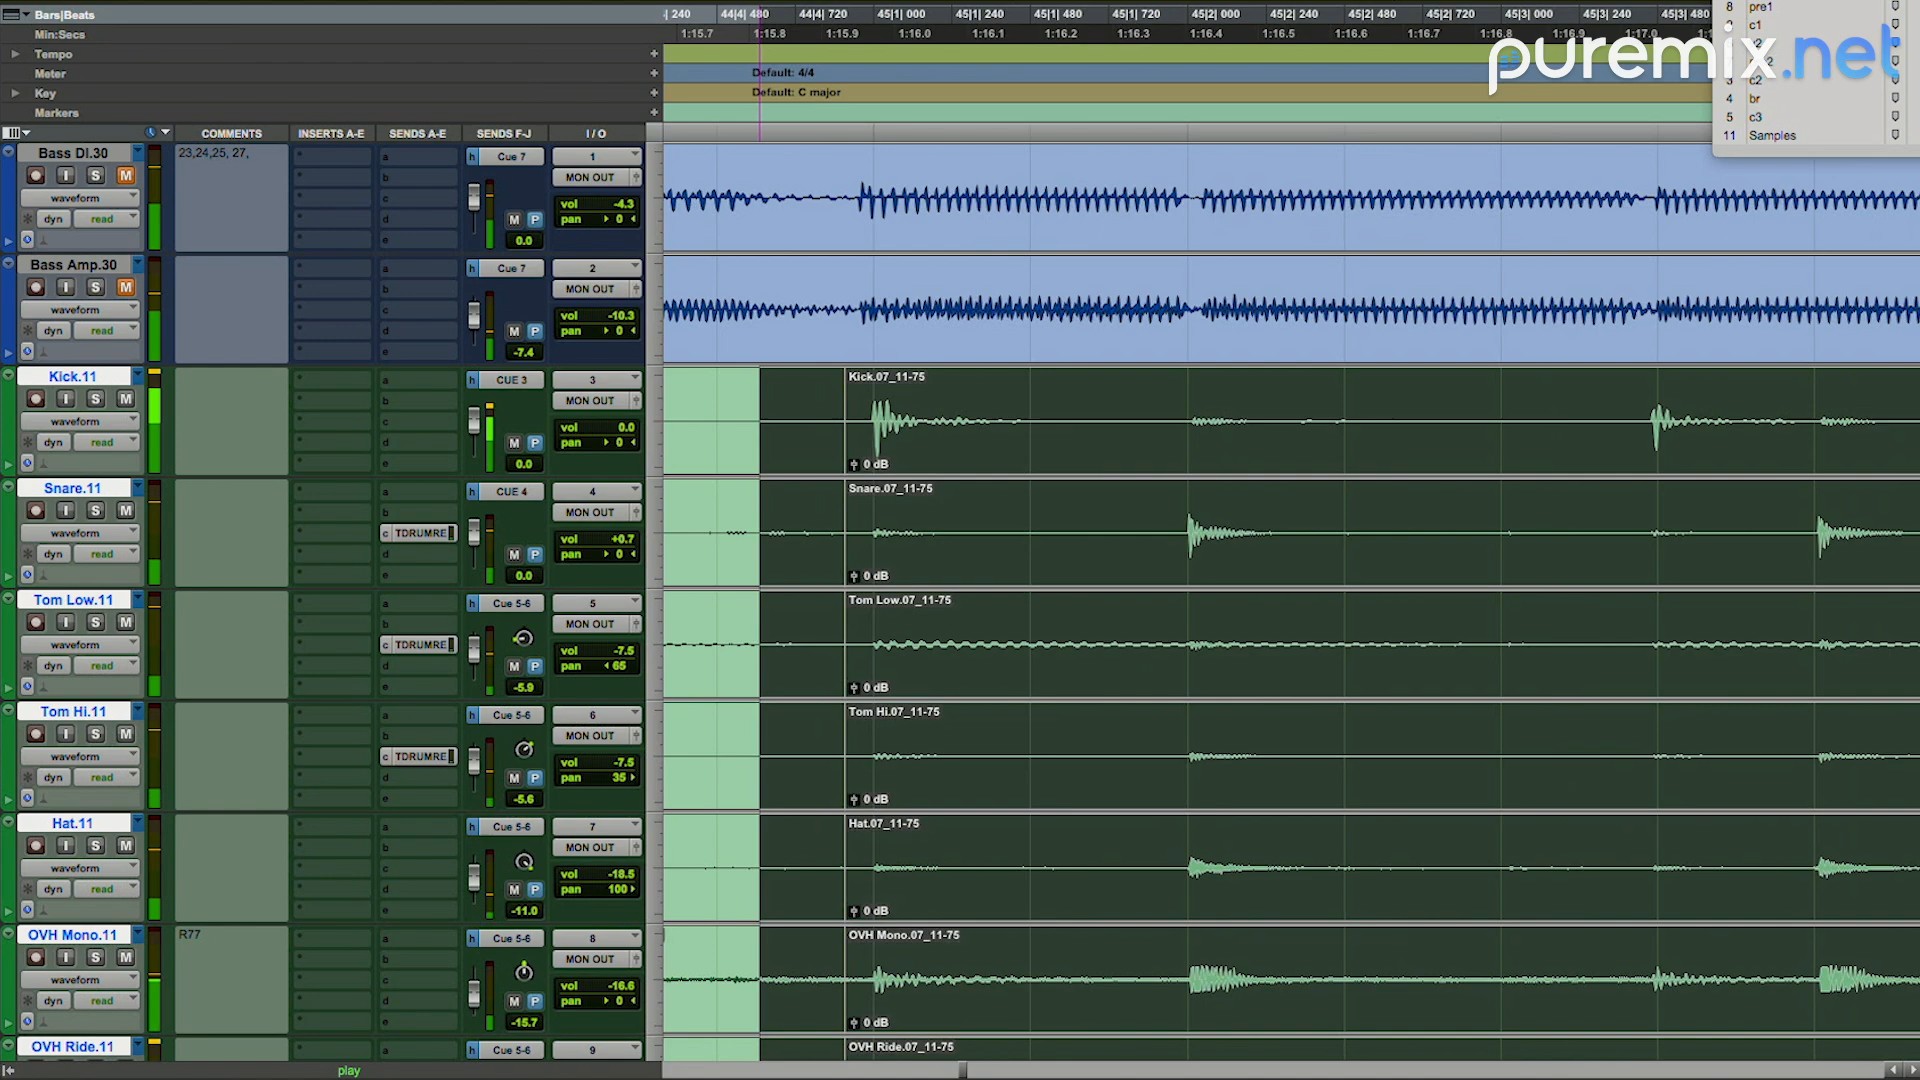 Bars|Beats
240 44|4| 480 44|4| 720 45|1| 000 45|1| 240 45|1| 480 45|1| 720 45|2| 000 45|2| 240 45|2| 480 45|2| 720 45|3| 000 45|3| 240 45|3| 480
Min:Secs
1:15.7 1:15.8 1:15.9 1:16.0 1:16.1 1:16.2 1:16.3 1:16.4 1:16.5 1:16.6 1:16.7 1:16.8 1:16.9 1:17.0
Tempo
Meter
Default: 4/4
Key
Default: C major
Markers
8 pre1
c1
puremix.net
3 c2
4 br
5 c3
11 Samples
COMMENTS INSERTS A-E SENDS A-E SENDS F-J I / O
Bass DI.30
23,24,25, 27,
I S M
waveform
dyn read
a
b
c
d
e
h Cue 7
M P
0.0
1
MON OUT
vol -4.3
pan 0
Bass Amp.30
I S M
waveform
dyn read
a
b
c
d
e
h Cue 7
M P
-7.4
2
MON OUT
vol -10.3
pan 0
Kick.11
I S M
waveform
dyn read
a
b
c
d
e
h CUE 3
M P
0.0
3
MON OUT
vol 0.0
pan 0
Kick.07_11-75
0 dB
Snare.11
I S M
waveform
dyn read
a
b
c TDRUMRE
d
e
h CUE 4
M P
0.0
4
MON OUT
vol +0.7
pan 0
Snare.07_11-75
0 dB
Tom Low.11
I S M
waveform
dyn read
a
b
c TDRUMRE
d
e
h Cue 5-6
M P
-5.9
5
MON OUT
vol -7.5
pan 65
Tom Low.07_11-75
0 dB
Tom Hi.11
I S M
waveform
dyn read
a
b
c TDRUMRE
d
e
h Cue 5-6
M P
-5.6
6
MON OUT
vol -7.5
pan 35
Tom Hi.07_11-75
0 dB
Hat.11
I S M
waveform
dyn read
a
b
c
d
e
h Cue 5-6
M P
-11.0
7
MON OUT
vol -18.5
pan 100
Hat.07_11-75
0 dB
OVH Mono.11
R77
I S M
waveform
dyn read
a
b
c
d
e
h Cue 5-6
M P
-15.7
8
MON OUT
vol -16.6
pan 0
OVH Mono.07_11-75
0 dB
OVH Ride.11
a
h Cue 5-6
9
OVH Ride.07_11-75
play